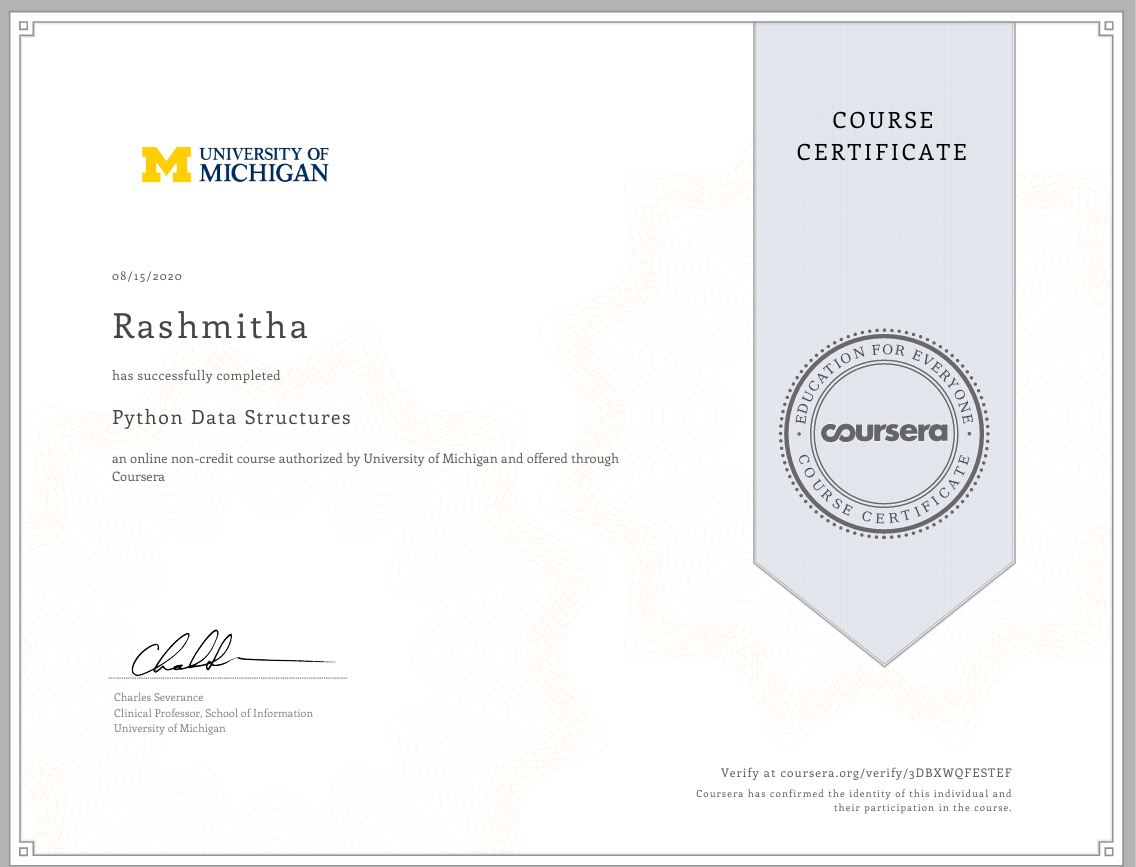 UNIVERSITY OF
MICHIGAN
COURSE
CERTIFICATE
08/15/2020
Rashmitha
has successfully completed
Python Data Structures
an online non-credit course authorized by University of Michigan and offered through
Coursera
EDUCATION FOR EVERYONE
coursera
COURSE CERTIFICATE
Charles Severance
Clinical Professor, School of Information
University of Michigan
Verify at coursera.org/verify/3DBXWQFESTEF
Coursera has confirmed the identity of this individual and
their participation in the course.